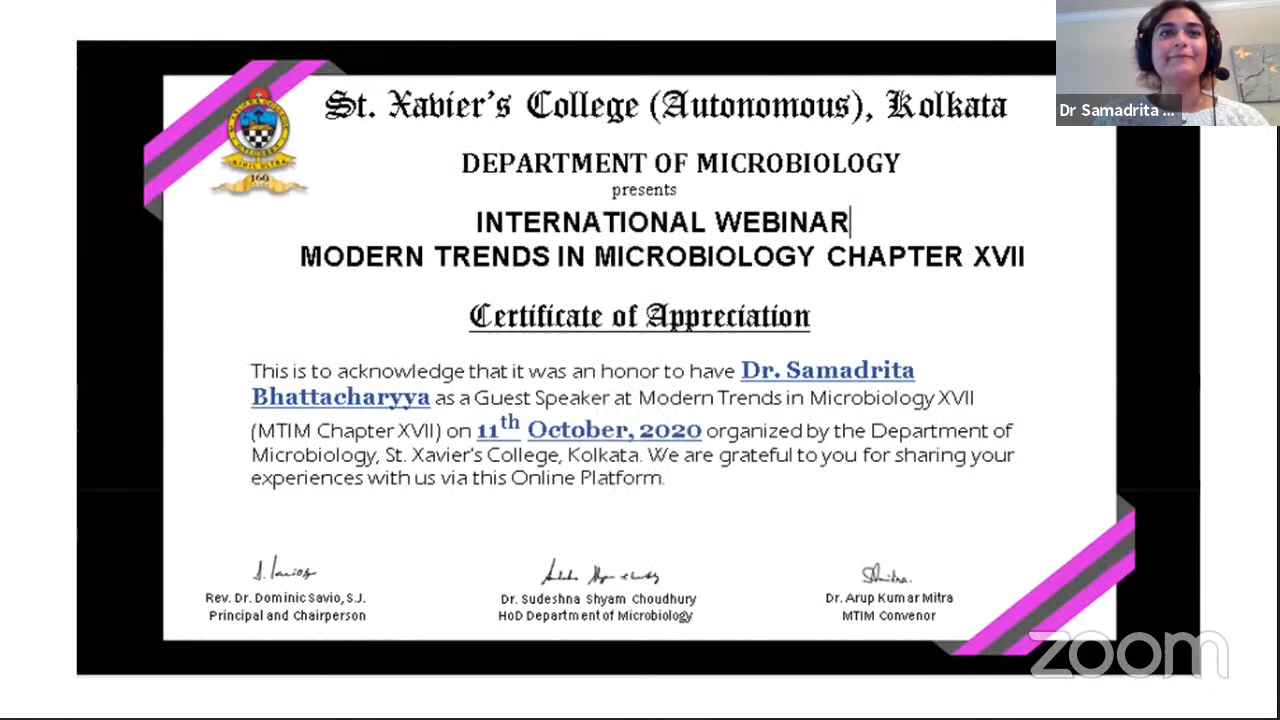 St. Xavier's College (Autonomous), Kolkata
DEPARTMENT OF MICROBIOLOGY
presents
INTERNATIONAL WEBINAR
MODERN TRENDS IN MICROBIOLOGY CHAPTER XVII
Certificate of Appreciation
This is to acknowledge that it was an honor to have Dr. Samadrita
Bhattacharyya as a Guest Speaker at Modern Trends in Microbiology XVII
(MTIM Chapter XVII) on 11th October, 2020 organized by the Department of
Microbiology, St. Xavier's College, Kolkata. We are grateful to you for sharing your
experiences with us via this Online Platform.
Rev. Dr. Dominic Savio, S.J.
Principal and Chairperson
Dr. Sudeshna Shyam Choudhury
HoD Department of Microbiology
Dr. Arup Kumar Mitra
MTIM Convenor
Dr Samadrita ...
160
zoom